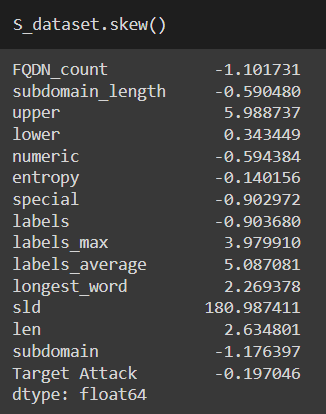 S_dataset.skew()
FQDN_count -1.101731
subdomain_length -0.590480
upper 5.988737
lower 0.343449
numeric -0.594384
entropy -0.140156
special -0.902972
labels -0.903680
labels_max 3.979910
labels_average 5.087081
longest_word 2.269378
sld 180.987411
len 2.634801
subdomain -1.176397
Target Attack -0.197046
dtype: float64